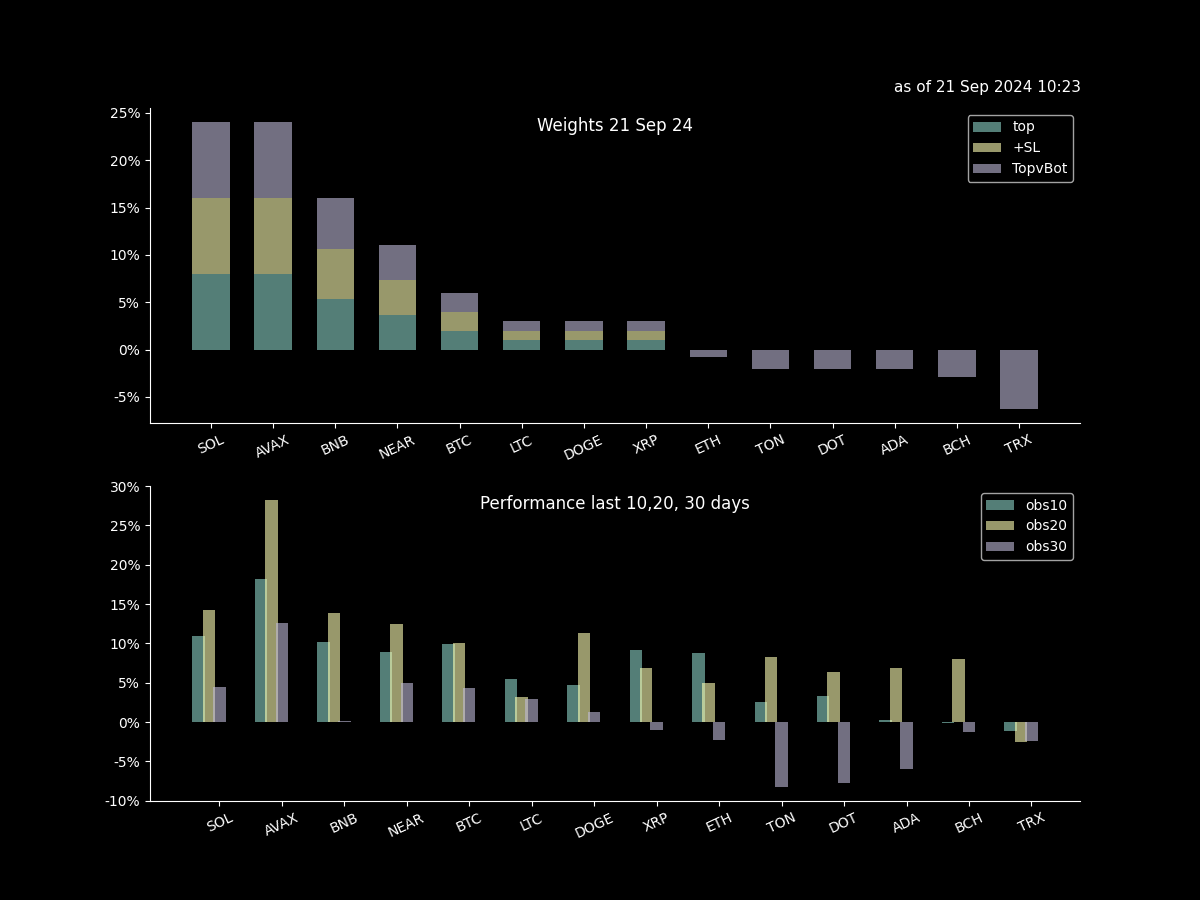 as of 21 Sep 2024 10:23
Weights 21 Sep 24
top
+SL
TopvBot
25%
20%
15%
10%
5%
0%
-5%
SOL AVAX BNB NEAR BTC LTC DOGE XRP ETH TON DOT ADA BCH TRX
Performance last 10,20, 30 days
obs10
obs20
obs30
30%
25%
20%
15%
10%
5%
0%
-5%
-10%
SOL AVAX BNB NEAR BTC LTC DOGE XRP ETH TON DOT ADA BCH TRX